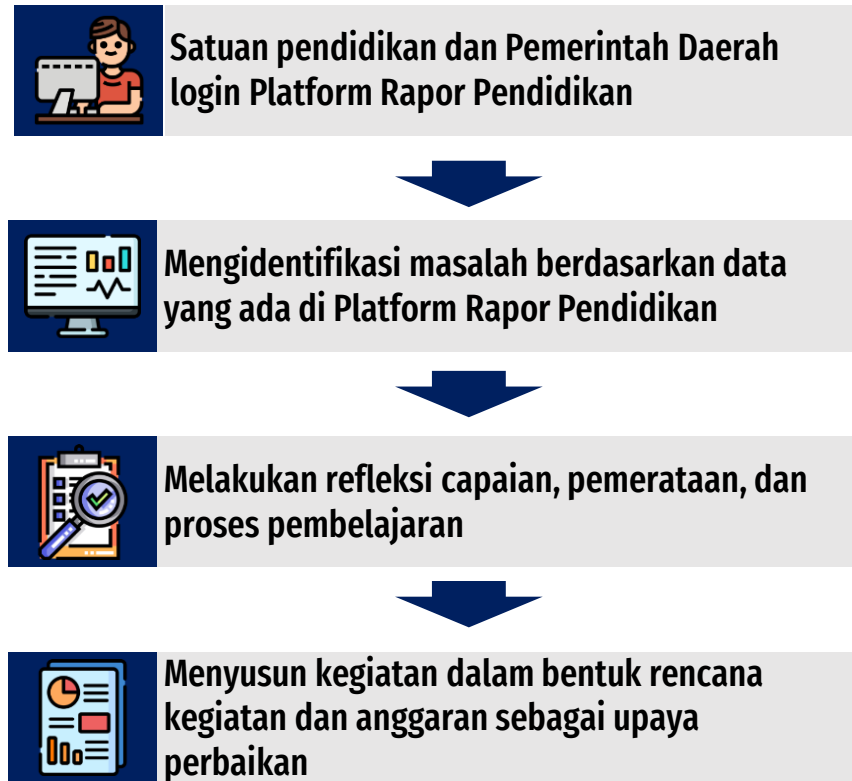 Satuan pendidikan dan Pemerintah Daerah
login Platform Rapor Pendidikan
Mengidentifikasi masalah berdasarkan data
yang ada di Platform Rapor Pendidikan
Melakukan refleksi capaian, pemerataan, dan
proses pembelajaran
Menyusun kegiatan dalam bentuk rencana
kegiatan dan anggaran sebagai upaya
perbaikan